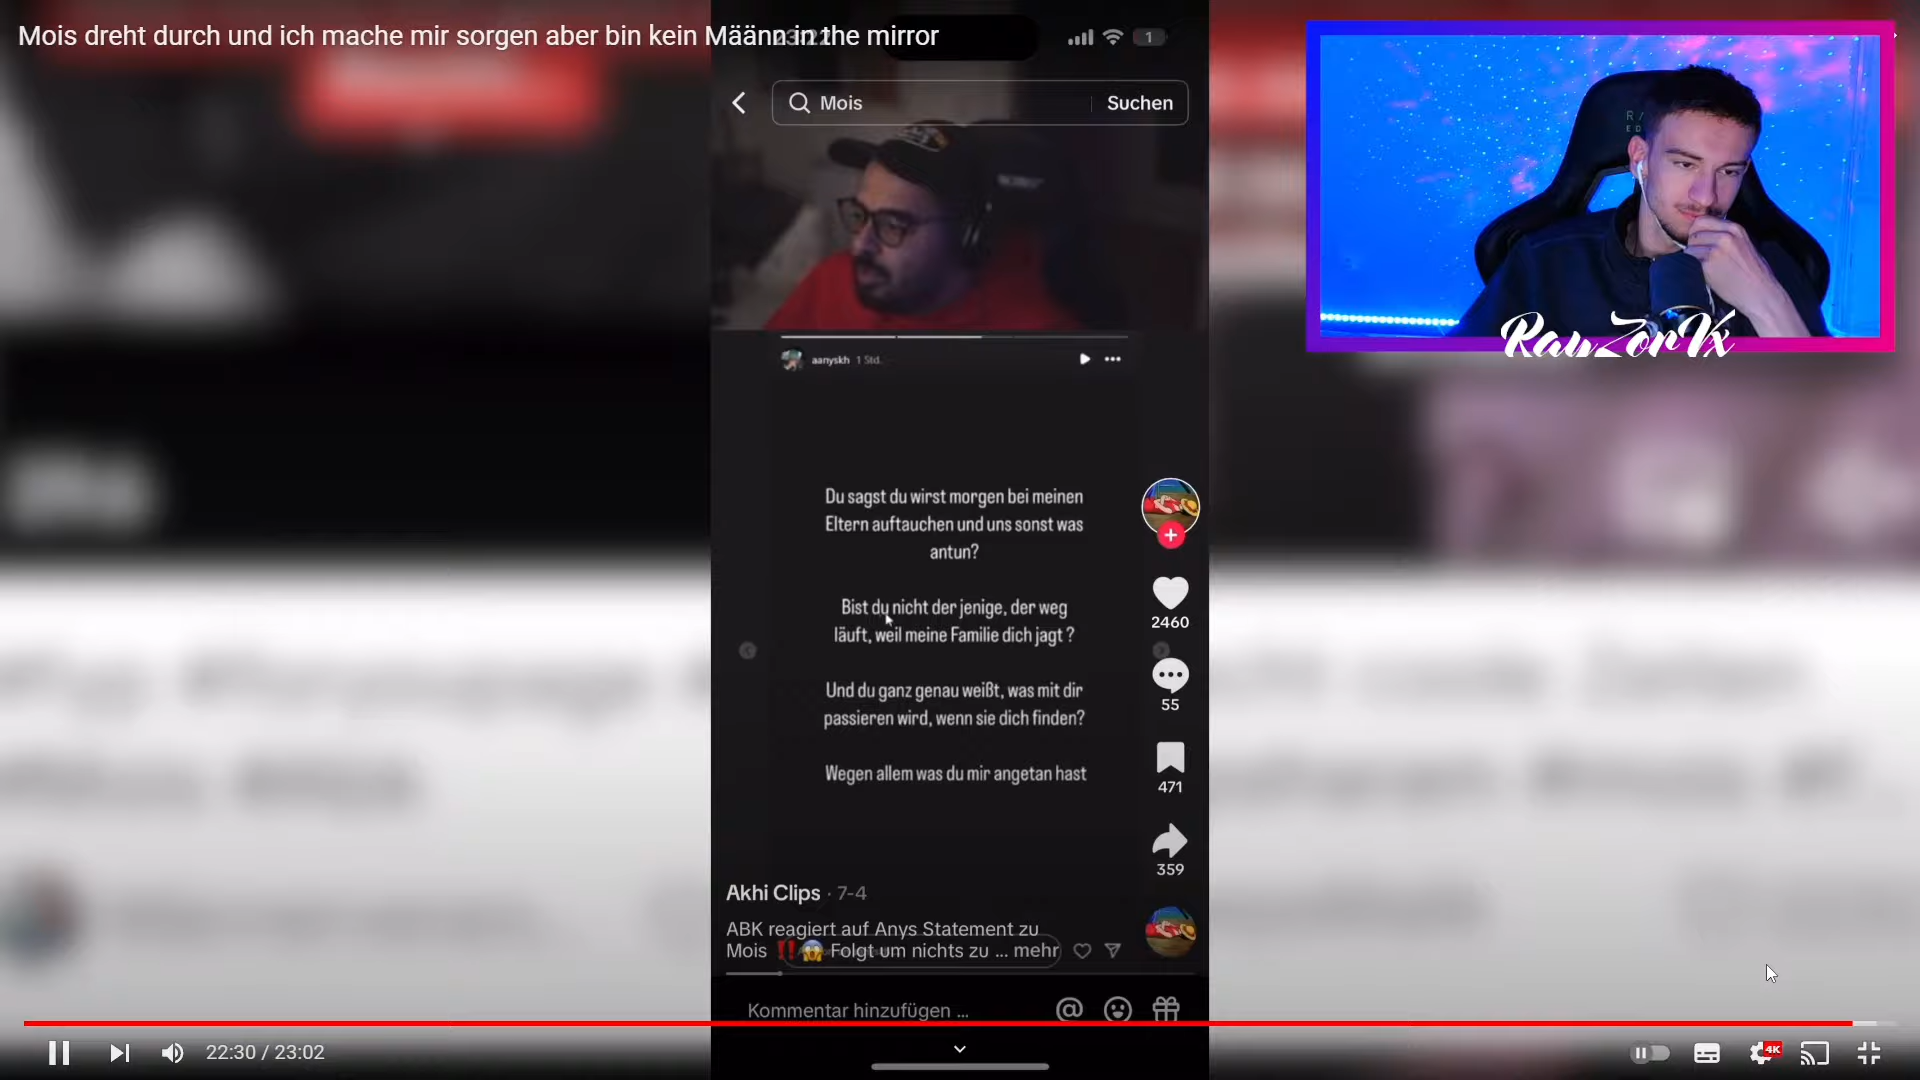 Mois dreht durch und ich mache mir sorgen aber bin kein Määnn in the mirror
1
Mois
Suchen
RayZorVx
aanyskh 1 Std.
Du sagst du wirst morgen bei meinen
Eltern auftauchen und uns sonst was
antun?
Bist du nicht der jenige, der weg
läuft, weil meine Familie dich jagt ?
Und du ganz genau weißt, was mit dir
passieren wird, wenn sie dich finden?
Wegen allem was du mir angetan hast
2460
55
471
359
Akhi Clips · 7-4
ABK reagiert auf Anys Statement zu
Mois ‼️😱 Folgt um nichts zu ... mehr
Kommentar hinzufügen ...
22:30 / 23:02
4K